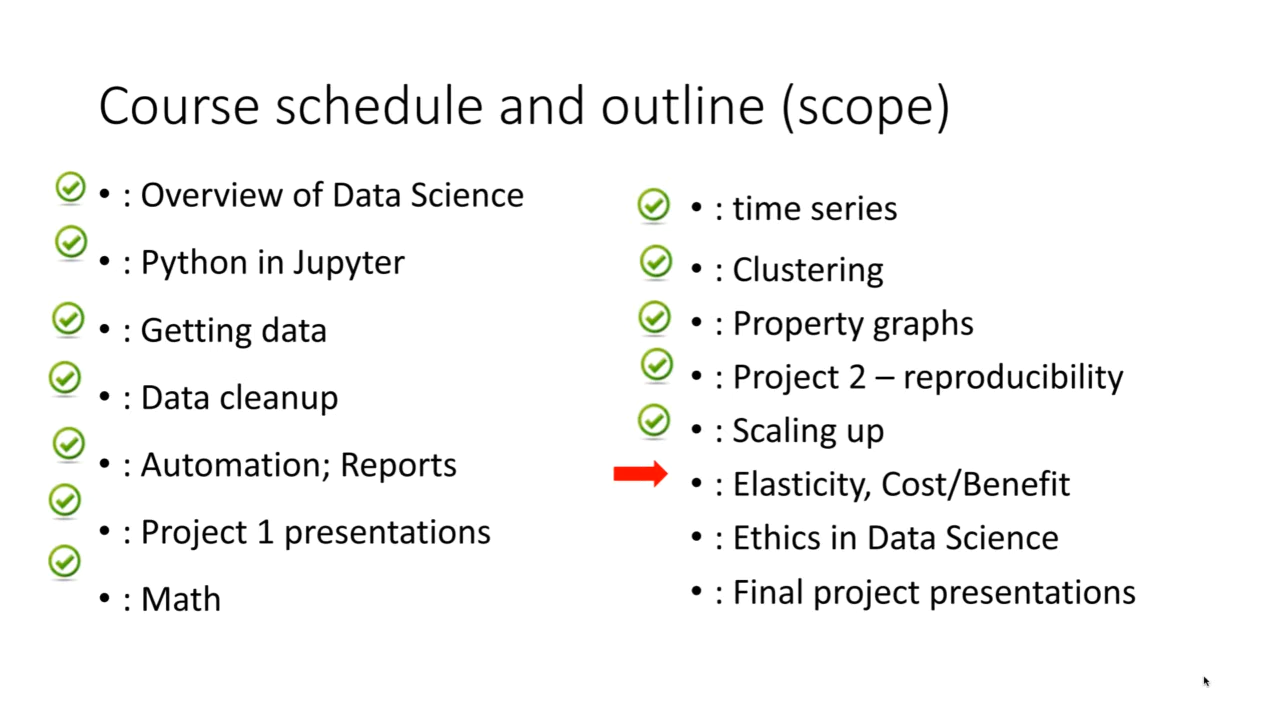 Course schedule and outline (scope)
• : Overview of Data Science
• : Python in Jupyter
• : Getting data
• : Data cleanup
• : Automation; Reports
• : Project 1 presentations
• : Math
• : time series
• : Clustering
• : Property graphs
• : Project 2 – reproducibility
• : Scaling up
• : Elasticity, Cost/Benefit
• : Ethics in Data Science
• : Final project presentations